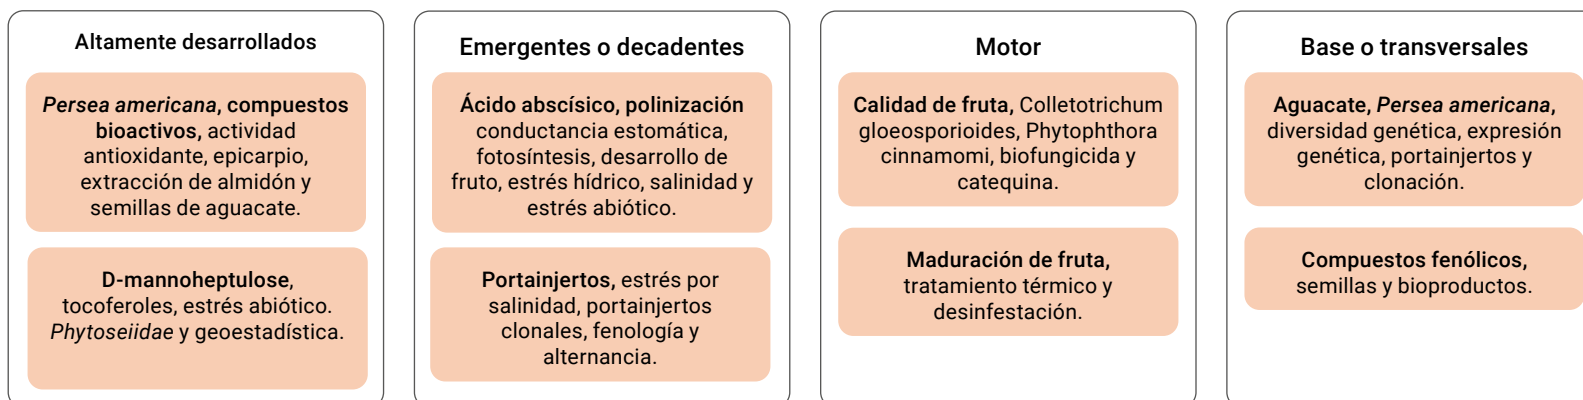 Altamente desarrollados
Persea americana, compuestos
bioactivos, actividad
antioxidante, epicarpio,
extracción de almidón y
semillas de aguacate.
D-mannoheptulose,
tocoferoles, estrés abiótico.
Phytoseiidae y geoestadística.
Emergentes o decadentes
Ácido abscísico, polinización
conductancia estomática,
fotosíntesis, desarrollo de
fruto, estrés hídrico, salinidad y
estrés abiótico.
Portainjertos, estrés por
salinidad, portainjertos
clonales, fenología y
alternancia.
Motor
Calidad de fruta, Colletotrichum
gloeosporioides, Phytophthora
cinnamomi, biofungicida y
catequina.
Maduración de fruta,
tratamiento térmico y
desinfestación.
Base o transversales
Aguacate, Persea americana,
diversidad genética, expresión
genética, portainjertos y
clonación.
Compuestos fenólicos,
semillas y bioproductos.